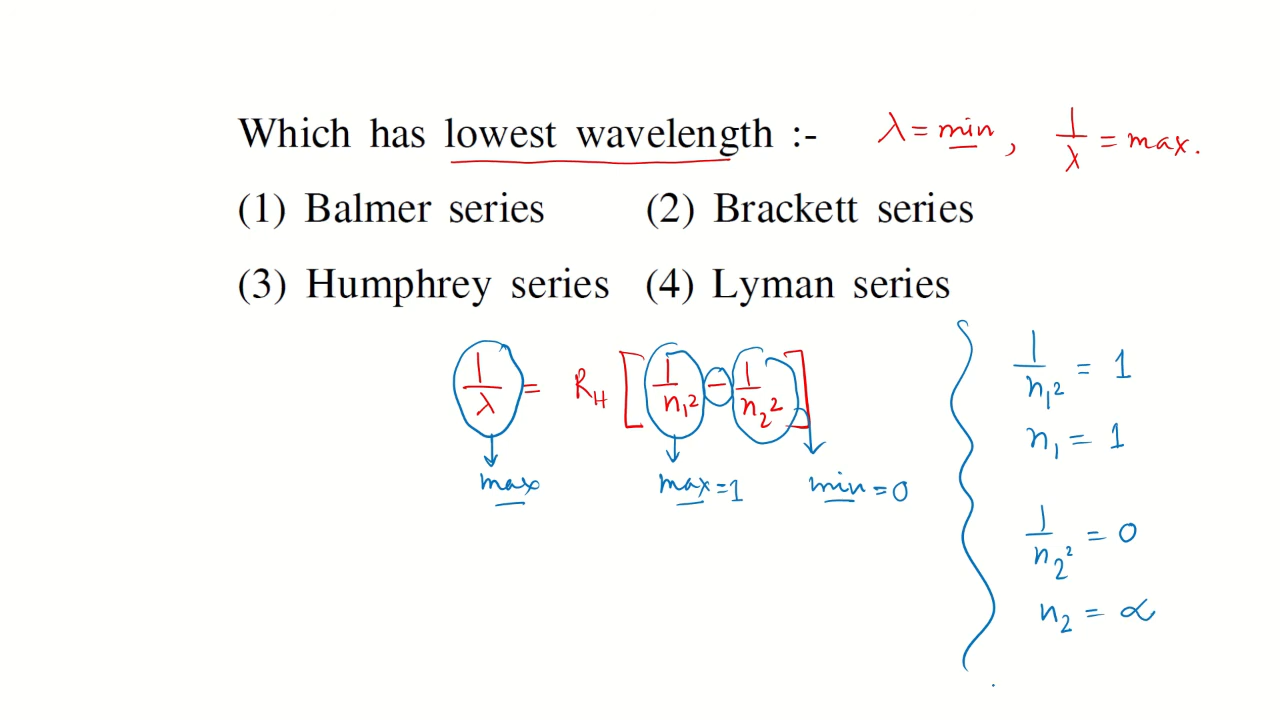 Which has lowest wavelength :- λ = min, 1/λ = max.
(1) Balmer series (2) Brackett series
(3) Humphrey series (4) Lyman series
1/λ = R_H [1/n₁² − 1/n₂²]
max max = 1 min = 0
1/n₁² = 1
n₁ = 1
1/n₂² = 0
n₂ = ∝